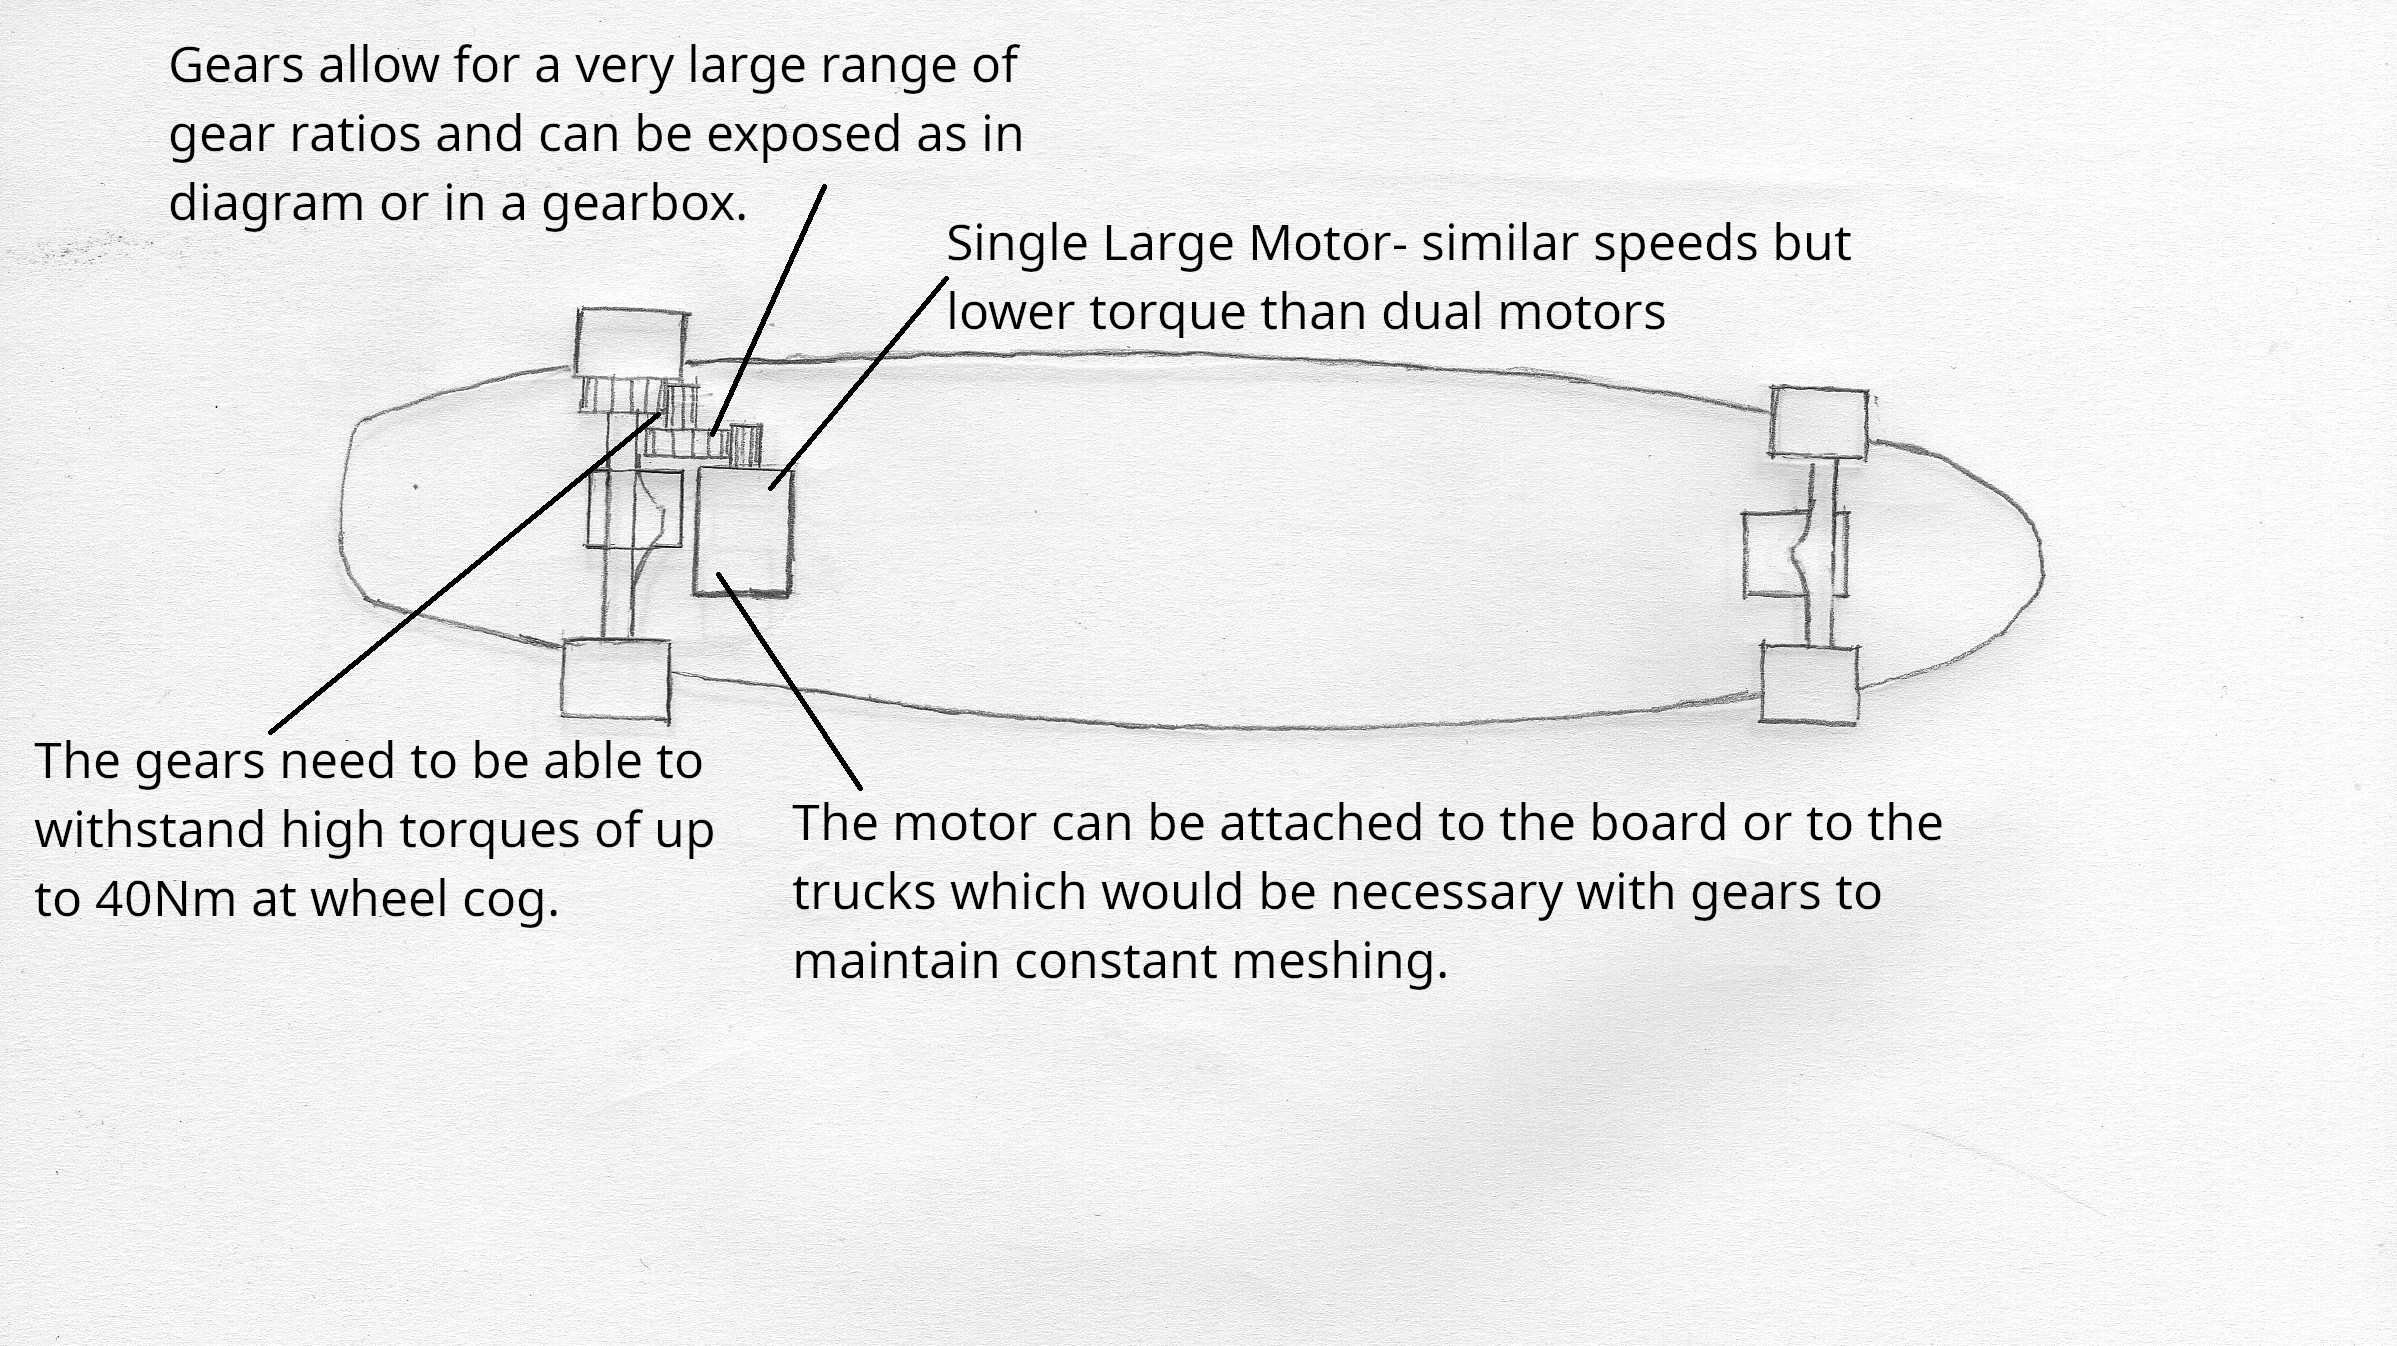 Gears allow for a very large range of
gear ratios and can be exposed as in
diagram or in a gearbox.
Single Large Motor- similar speeds but
lower torque than dual motors
The gears need to be able to
withstand high torques of up
to 40Nm at wheel cog.
The motor can be attached to the board or to the
trucks which would be necessary with gears to
maintain constant meshing.